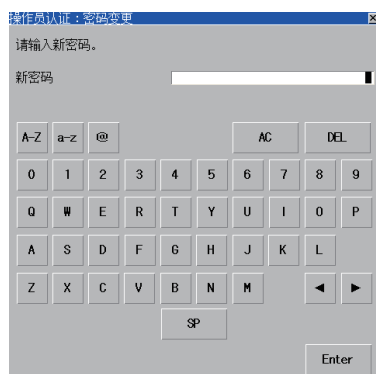 操作员认证：密码变更
请输入新密码。
新密码
A-Z a-z @ AC DEL
0 1 2 3 4 5 6 7 8 9
Q W E R T Y U I O P
A S D F G H J K L
Z X C V B N M ◄ ►
SP
Enter